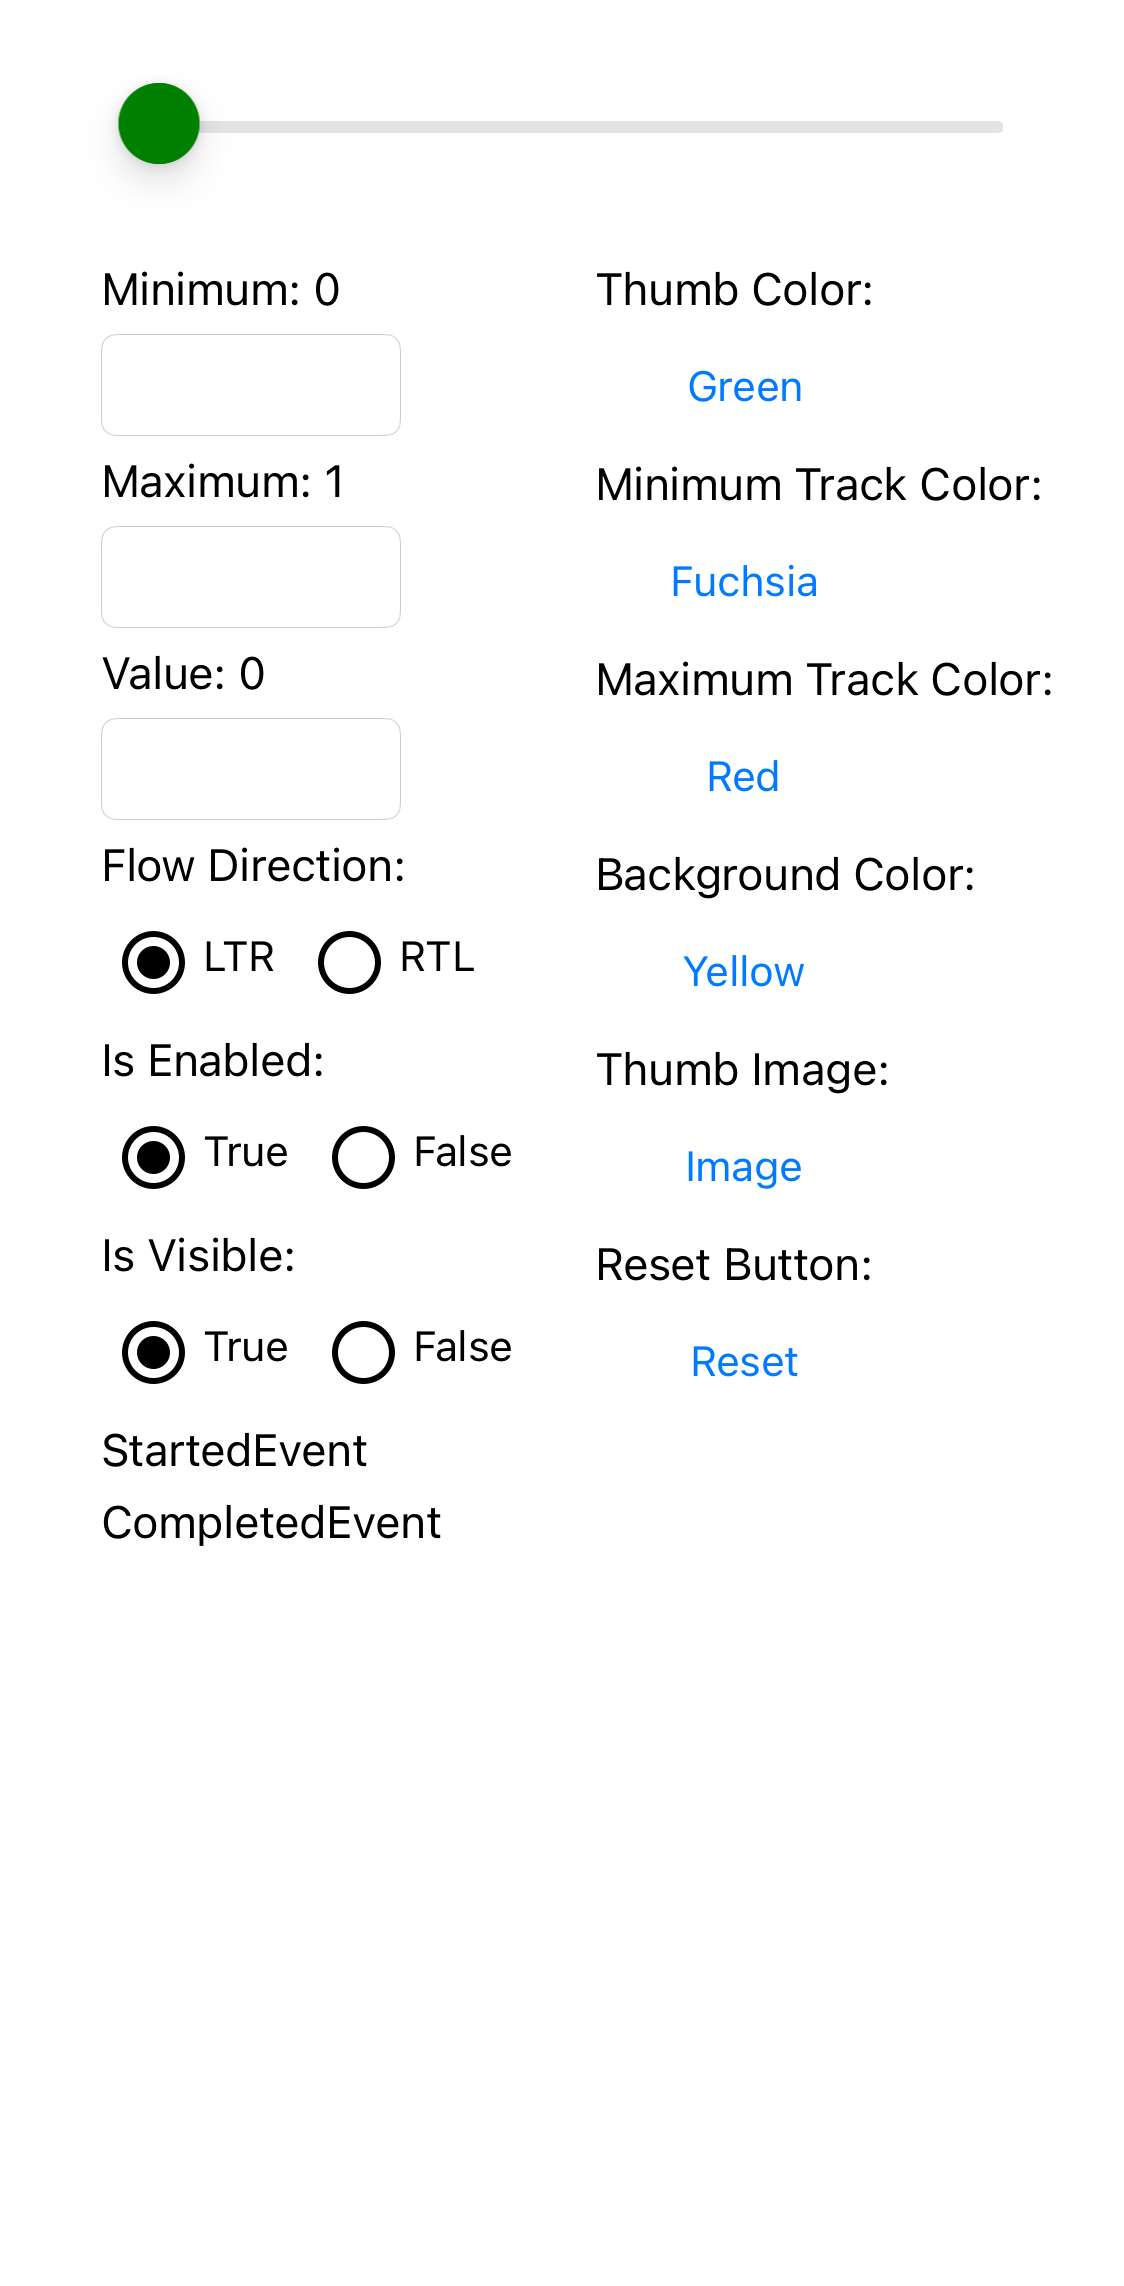 Minimum: 0
Maximum: 1
Value: 0
Flow Direction:
LTR RTL
Is Enabled:
True False
Is Visible:
True False
StartedEvent
CompletedEvent
Thumb Color:
Green
Minimum Track Color:
Fuchsia
Maximum Track Color:
Red
Background Color:
Yellow
Thumb Image:
Image
Reset Button:
Reset